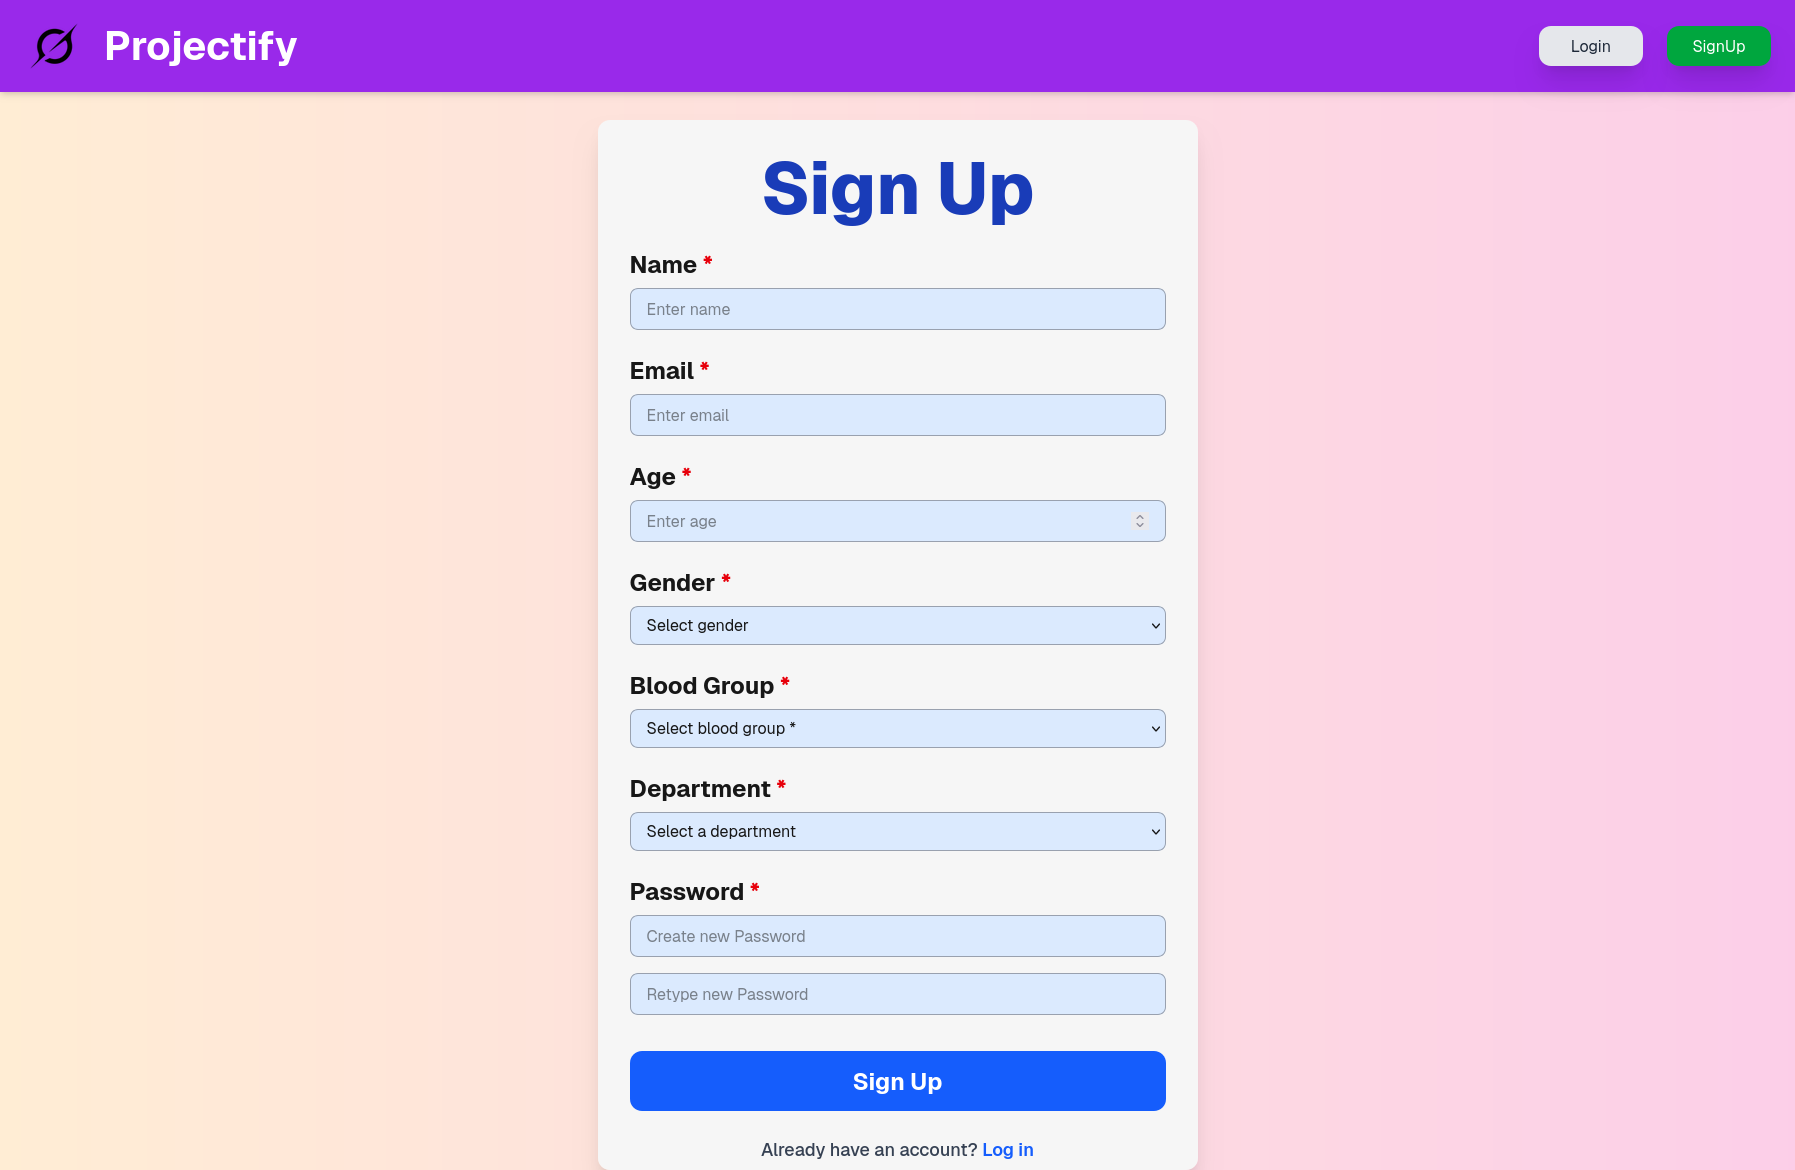 Projectify
Login
SignUp
Sign Up
Name *
Enter name
Email *
Enter email
Age *
Enter age
Gender *
Select gender
Blood Group *
Select blood group *
Department *
Select a department
Password *
Create new Password
Retype new Password
Sign Up
Already have an account? Log in